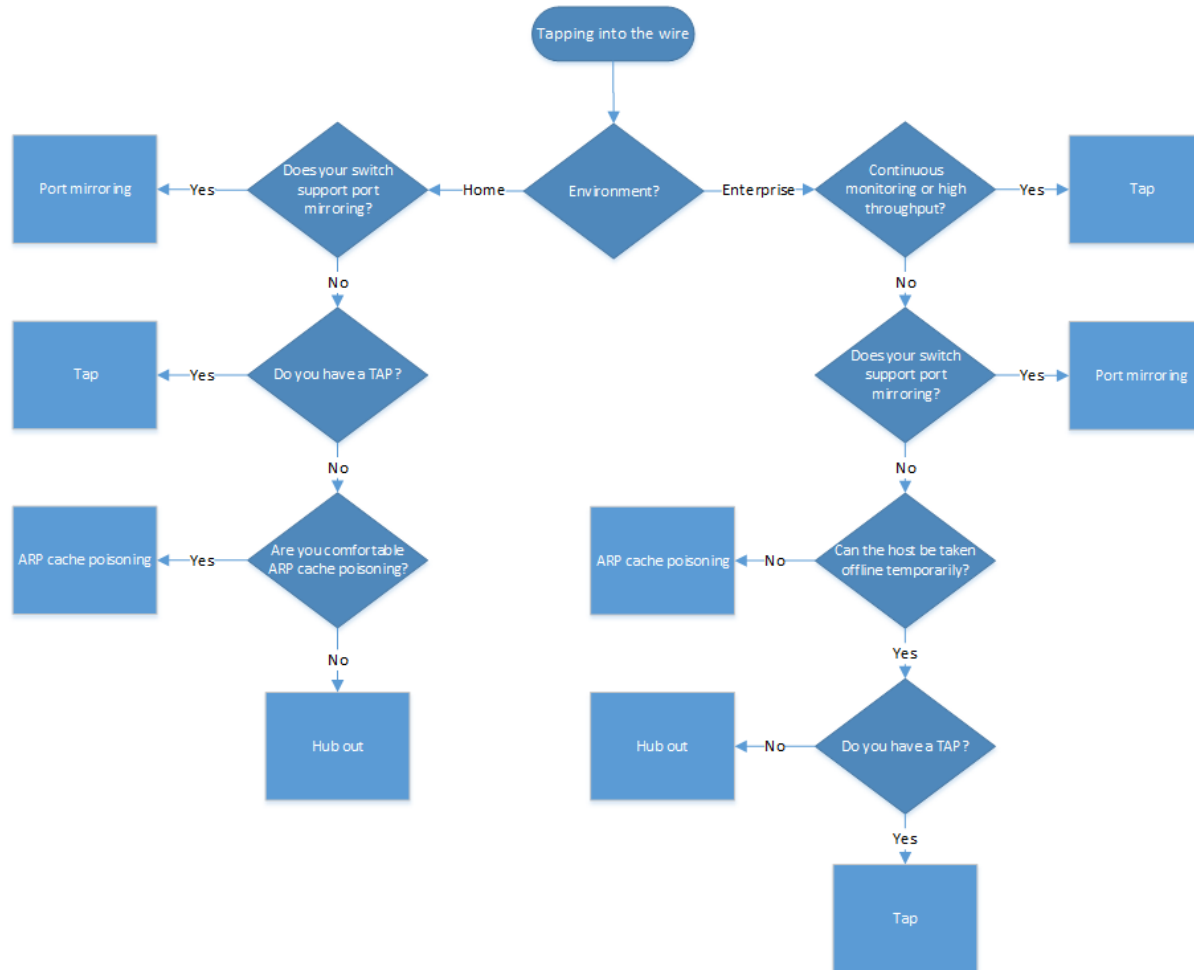 Tapping into the wire
Port mirroring
Yes
Does your switch
support port
mirroring?
Home
Environment?
Enterprise
Continuous
monitoring or high
throughput?
Yes
Tap
No
No
Tap
Yes
Do you have a TAP?
Does your switch
support port
mirroring?
Yes
Port mirroring
No
No
ARP cache poisoning
Yes
Are you comfortable
ARP cache poisoning?
ARP cache poisoning
No
Can the host be taken
offline temporarily?
No
Yes
Hub out
Hub out
No
Do you have a TAP?
Yes
Tap